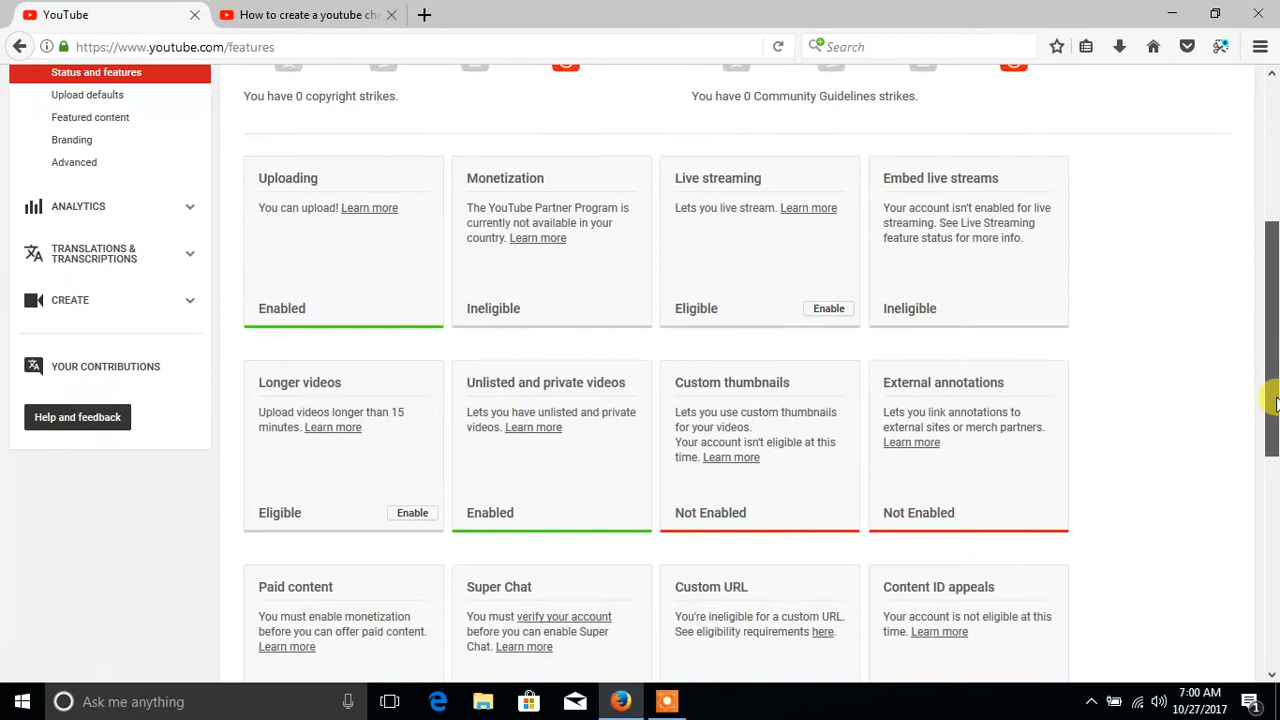 YouTube
How to create a youtube cha
https://www.youtube.com/features
Search
Status and features
Upload defaults
Featured content
Branding
Advanced
ANALYTICS
TRANSLATIONS &
TRANSCRIPTIONS
CREATE
YOUR CONTRIBUTIONS
Help and feedback
You have 0 copyright strikes.
You have 0 Community Guidelines strikes.
Uploading
You can upload! Learn more
Enabled
Monetization
The YouTube Partner Program is
currently not available in your
country. Learn more
Ineligible
Live streaming
Lets you live stream. Learn more
Eligible
Enable
Embed live streams
Your account isn't enabled for live
streaming. See Live Streaming
feature status for more info.
Ineligible
Longer videos
Upload videos longer than 15
minutes. Learn more
Eligible
Enable
Unlisted and private videos
Lets you have unlisted and private
videos. Learn more
Enabled
Custom thumbnails
Lets you use custom thumbnails
for your videos.
Your account isn't eligible at this
time. Learn more
Not Enabled
External annotations
Lets you link annotations to
external sites or merch partners.
Learn more
Not Enabled
Paid content
You must enable monetization
before you can offer paid content.
Learn more
Super Chat
You must verify your account
before you can enable Super
Chat. Learn more
Custom URL
You're ineligible for a custom URL.
See eligibility requirements here.
Content ID appeals
Your account is not eligible at this
time. Learn more
Ask me anything
7:00 AM
10/27/2017
1